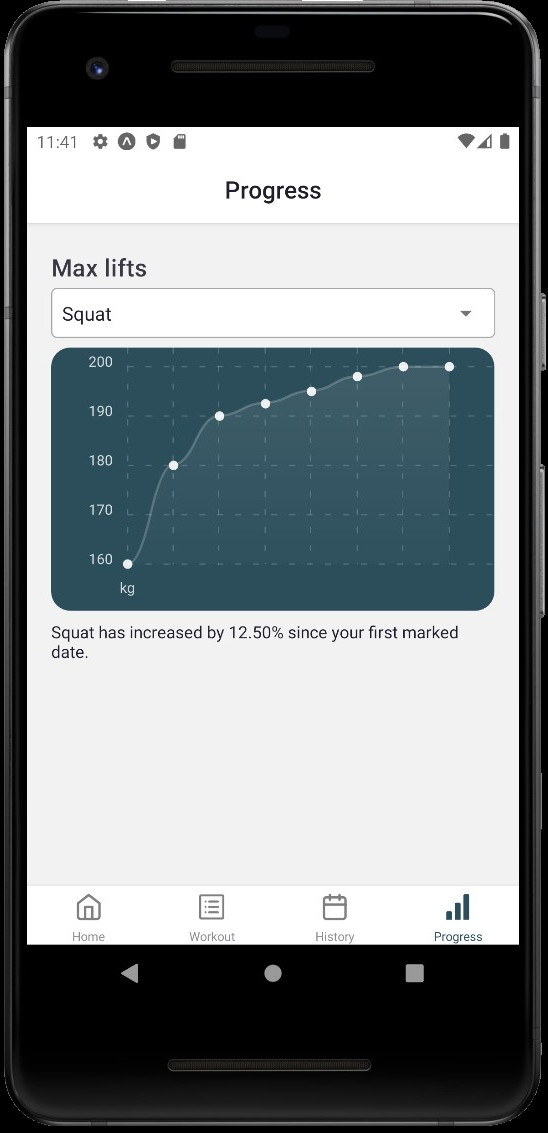 11:41
Progress
Max lifts
Squat
200
190
180
170
160
kg
Squat has increased by 12.50% since your first marked
date.
Home
Workout
History
Progress